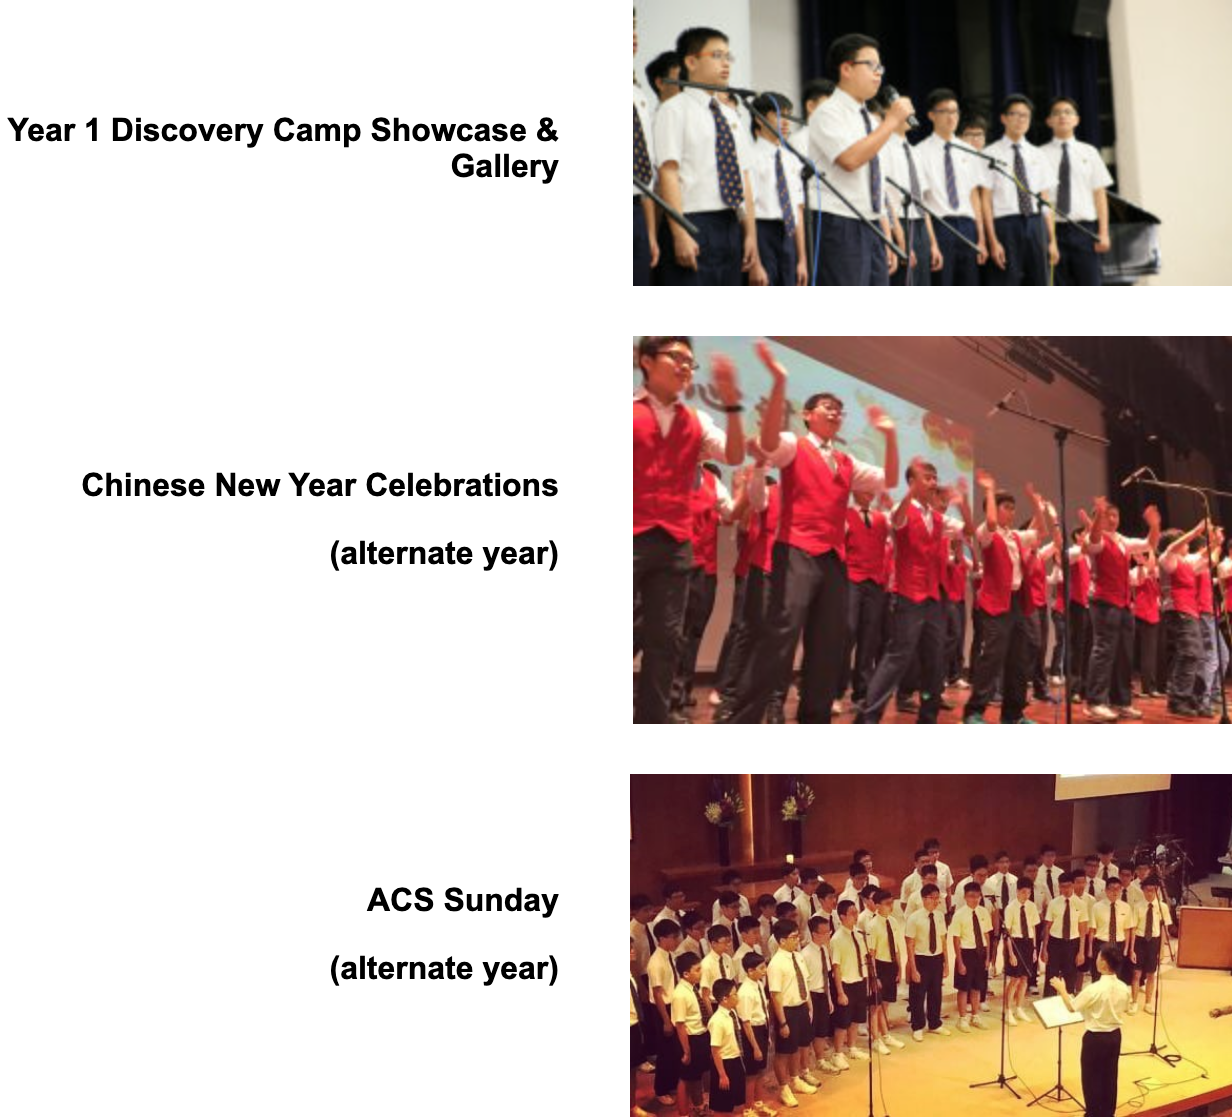 Year 1 Discovery Camp Showcase &
Gallery
Chinese New Year Celebrations
(alternate year)
ACS Sunday
(alternate year)